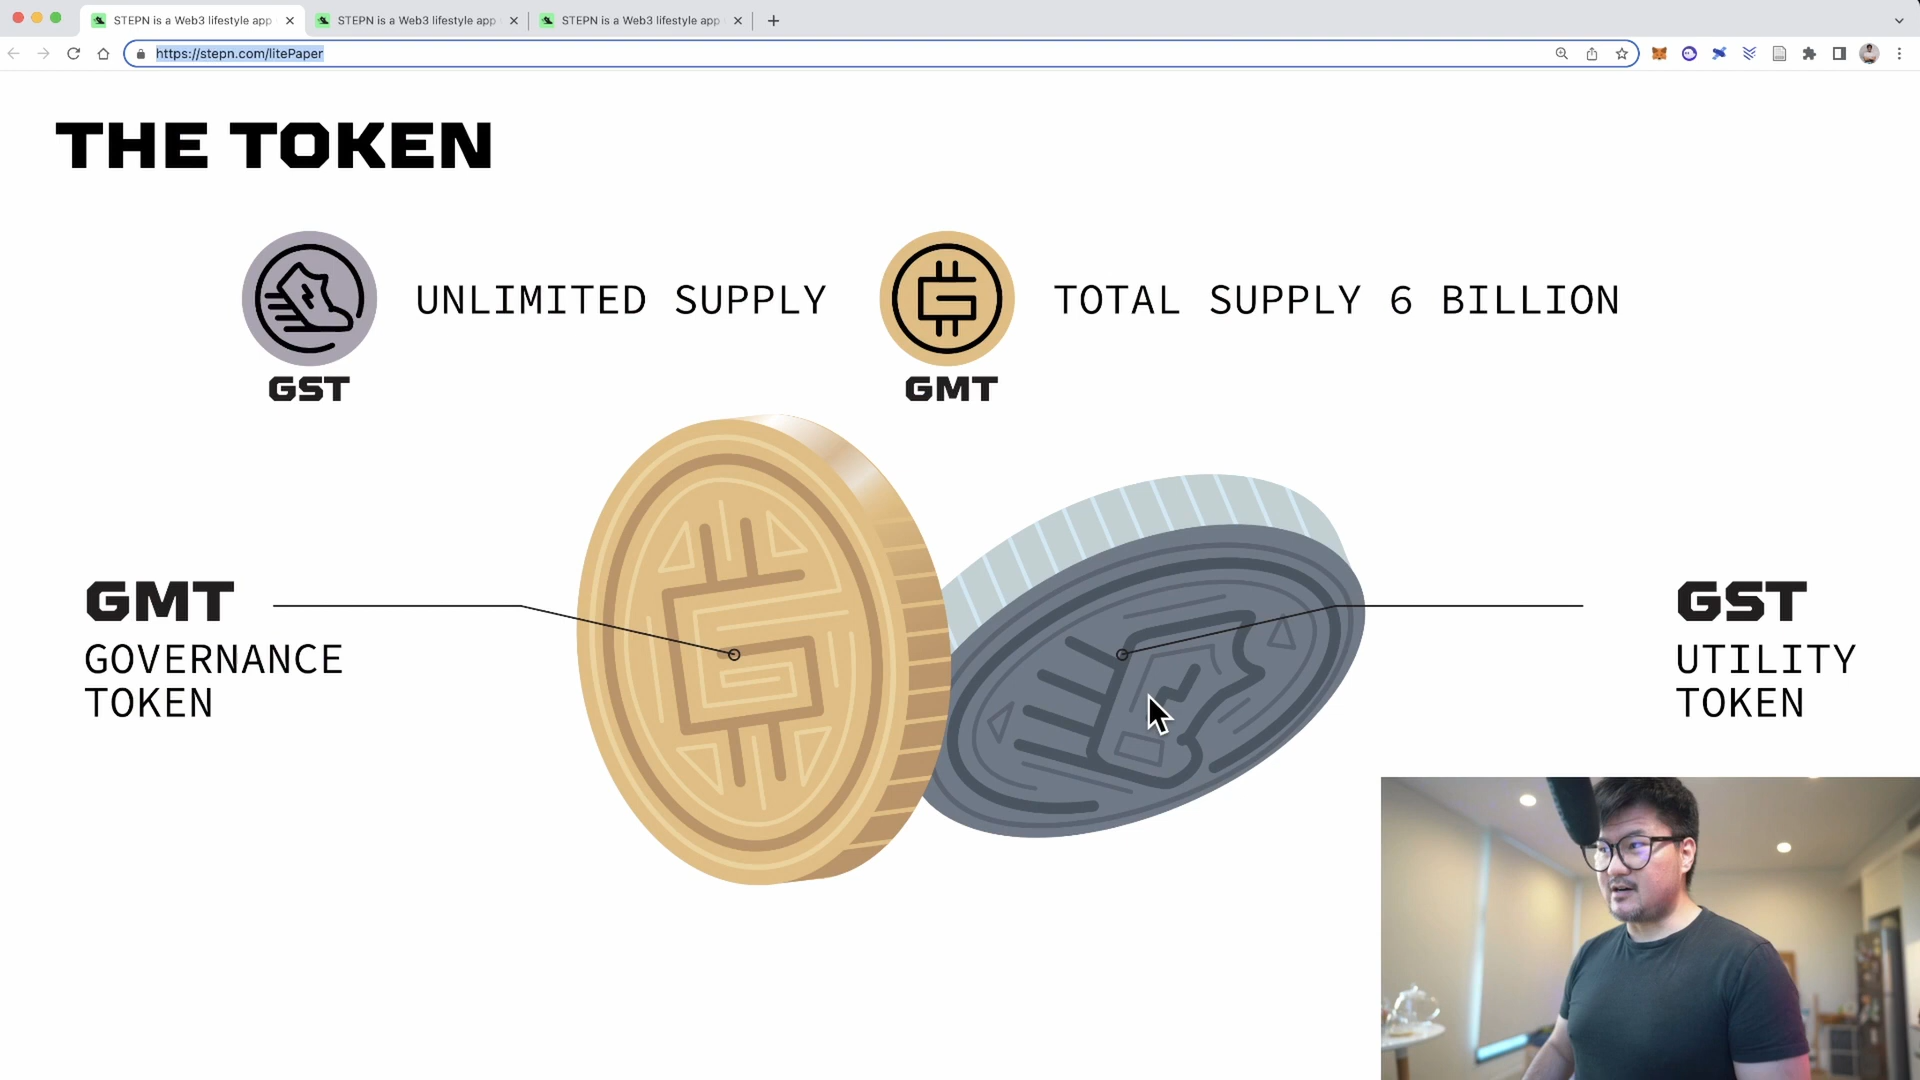 STEPN is a Web3 lifestyle app
STEPN is a Web3 lifestyle app
STEPN is a Web3 lifestyle app
https://stepn.com/litePaper
THE TOKEN
UNLIMITED SUPPLY
TOTAL SUPPLY 6 BILLION
GST
GMT
GMT
GOVERNANCE
TOKEN
GST
UTILITY
TOKEN